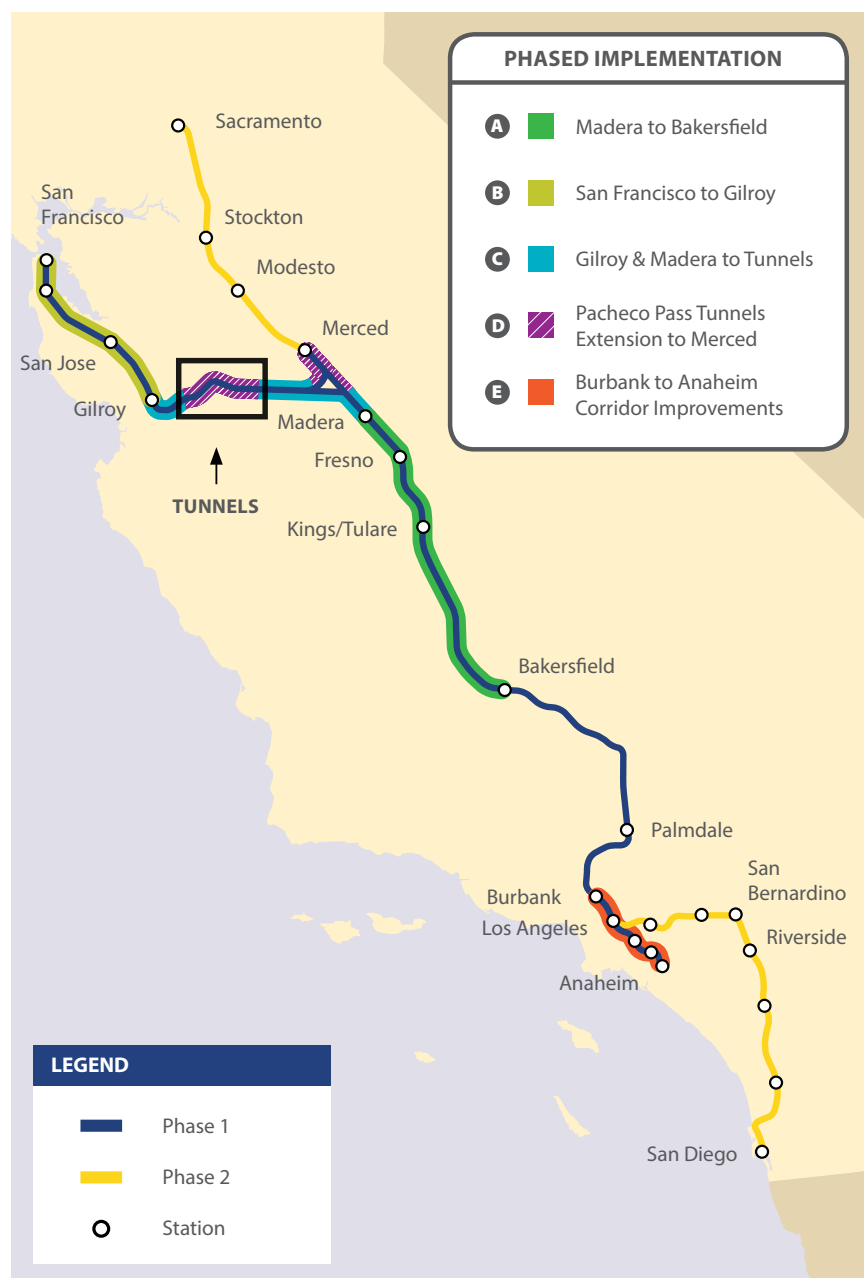 PHASED IMPLEMENTATION
A Madera to Bakersfield
B San Francisco to Gilroy
C Gilroy & Madera to Tunnels
D Pacheco Pass Tunnels
Extension to Merced
E Burbank to Anaheim
Corridor Improvements
Sacramento
San
Francisco
Stockton
Modesto
Merced
San Jose
Gilroy
Madera
Fresno
TUNNELS
Kings/Tulare
Bakersfield
Palmdale
San
Bernardino
Burbank
Los Angeles
Riverside
Anaheim
San Diego
LEGEND
Phase 1
Phase 2
Station